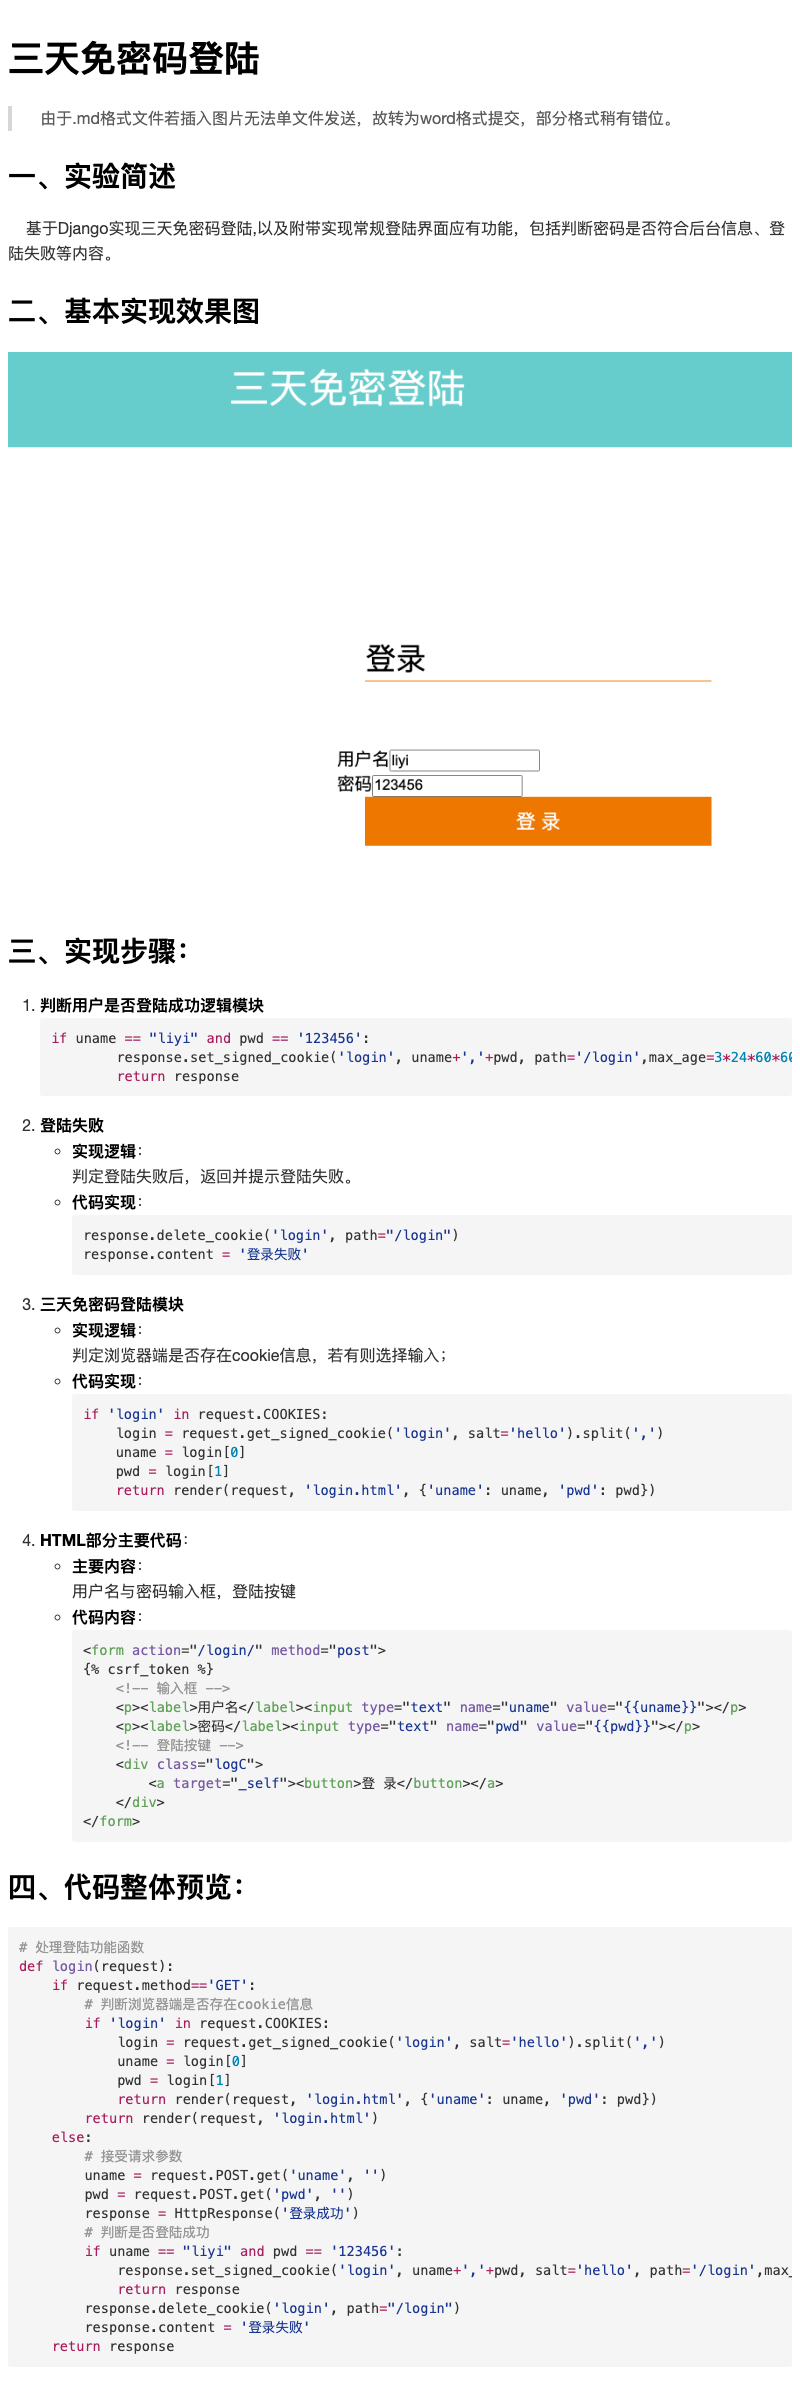 三天免密码登陆
由于.md格式文件若插入图片无法单文件发送，故转为word格式提交，部分格式稍有错位。
一、实验简述
基于Django实现三天免密码登陆,以及附带实现常规登陆界面应有功能，包括判断密码是否符合后台信息、登
陆失败等内容。
二、基本实现效果图
三天免密登陆
登录
用户名liyi
密码123456
登 录
三、实现步骤：
1. 判断用户是否登陆成功逻辑模块
if uname == "liyi" and pwd == '123456':
        response.set_signed_cookie('login', uname+','+pwd, path='/login',max_age=3*24*60*60
        return response
2. 登陆失败
◦ 实现逻辑：
判定登陆失败后，返回并提示登陆失败。
◦ 代码实现：
response.delete_cookie('login', path="/login")
response.content = '登录失败'
3. 三天免密码登陆模块
◦ 实现逻辑：
判定浏览器端是否存在cookie信息，若有则选择输入；
◦ 代码实现：
if 'login' in request.COOKIES:
    login = request.get_signed_cookie('login', salt='hello').split(',')
    uname = login[0]
    pwd = login[1]
    return render(request, 'login.html', {'uname': uname, 'pwd': pwd})
4. HTML部分主要代码：
◦ 主要内容：
用户名与密码输入框，登陆按键
◦ 代码内容：
<form action="/login/" method="post">
{% csrf_token %}
    <!-- 输入框 -->
    <p><label>用户名</label><input type="text" name="uname" value="{{uname}}"></p>
    <p><label>密码</label><input type="text" name="pwd" value="{{pwd}}"></p>
    <!-- 登陆按键 -->
    <div class="logC">
        <a target="_self"><button>登 录</button></a>
    </div>
</form>
四、代码整体预览：
# 处理登陆功能函数
def login(request):
    if request.method=='GET':
        # 判断浏览器端是否存在cookie信息
        if 'login' in request.COOKIES:
            login = request.get_signed_cookie('login', salt='hello').split(',')
            uname = login[0]
            pwd = login[1]
            return render(request, 'login.html', {'uname': uname, 'pwd': pwd})
        return render(request, 'login.html')
    else:
        # 接受请求参数
        uname = request.POST.get('uname', '')
        pwd = request.POST.get('pwd', '')
        response = HttpResponse('登录成功')
        # 判断是否登陆成功
        if uname == "liyi" and pwd == '123456':
            response.set_signed_cookie('login', uname+','+pwd, salt='hello', path='/login',max_
            return response
        response.delete_cookie('login', path="/login")
        response.content = '登录失败'
    return response